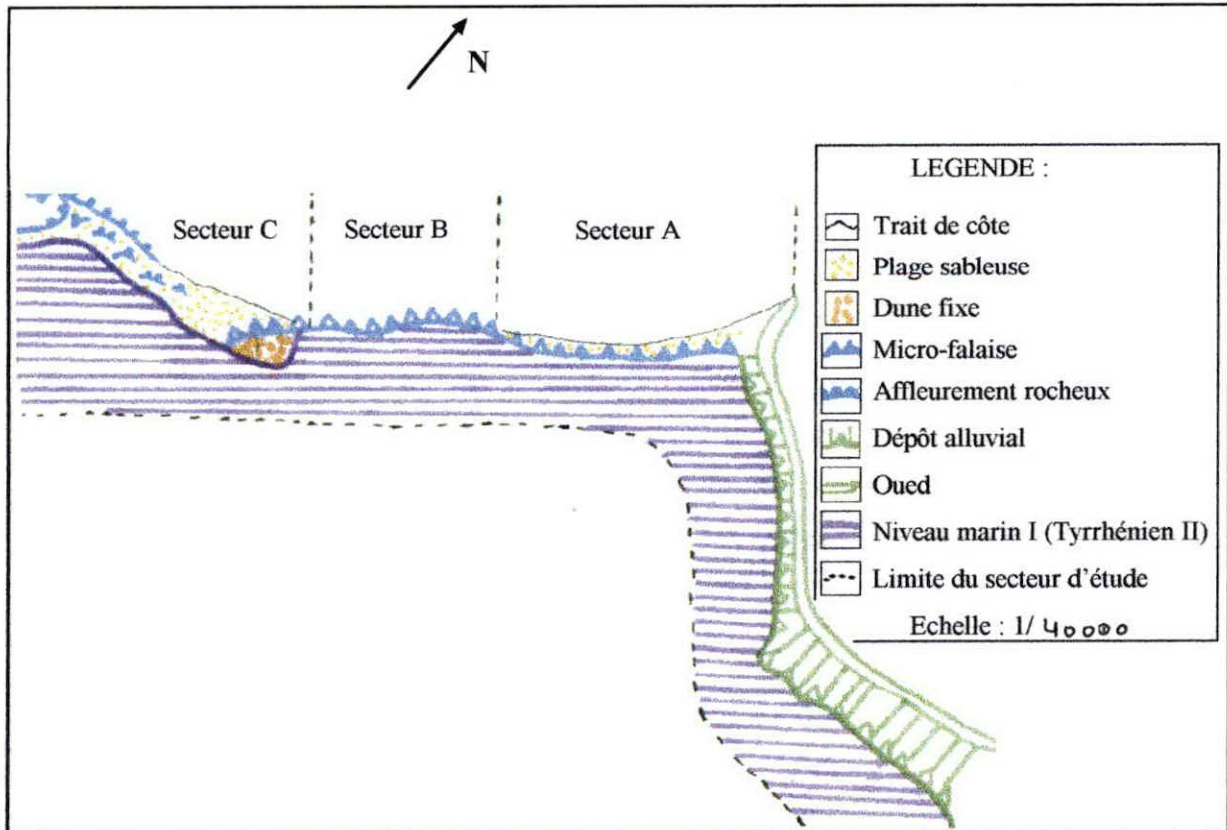 N
Secteur C
Secteur B
Secteur A
LEGENDE :
Trait de côte
Plage sableuse
Dune fixe
Micro-falaise
Affleurement rocheux
Dépôt alluvial
Oued
Niveau marin I (Tyrrhénien II)
Limite du secteur d'étude
Echelle : 1/ 40000